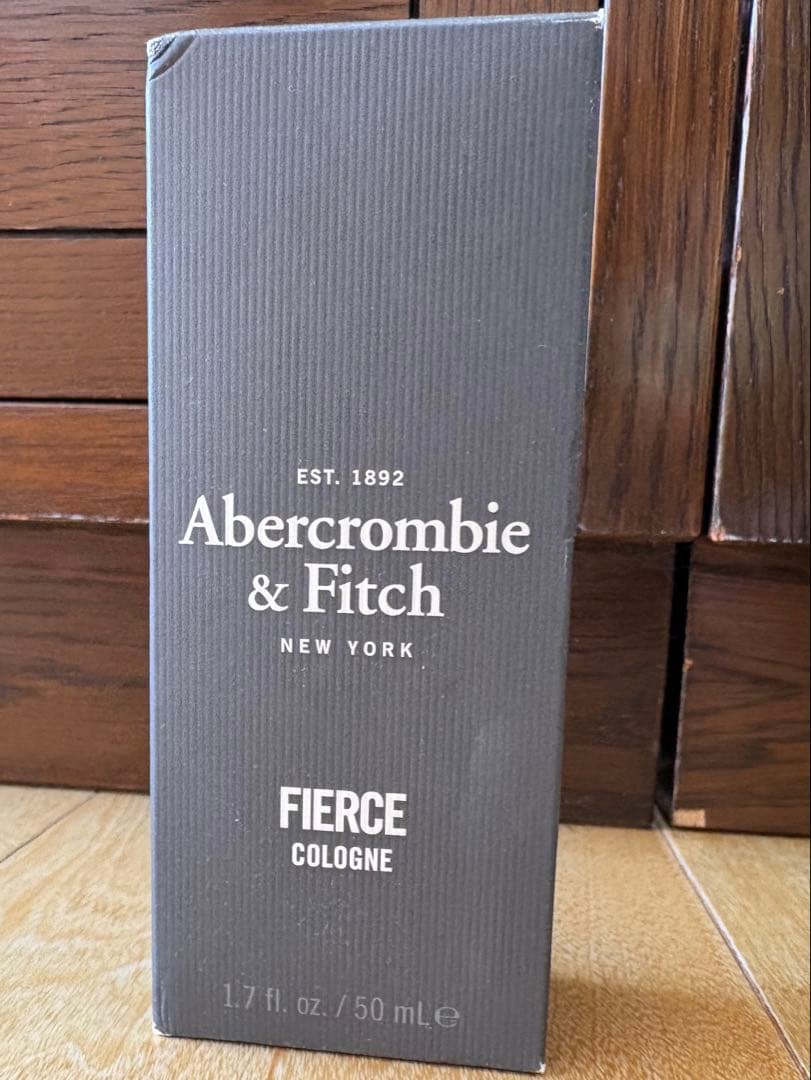 EST. 1892
Abercrombie
& Fitch
NEW YORK
FIERCE
COLOGNE
1.7 fl. oz. / 50 mL ℮